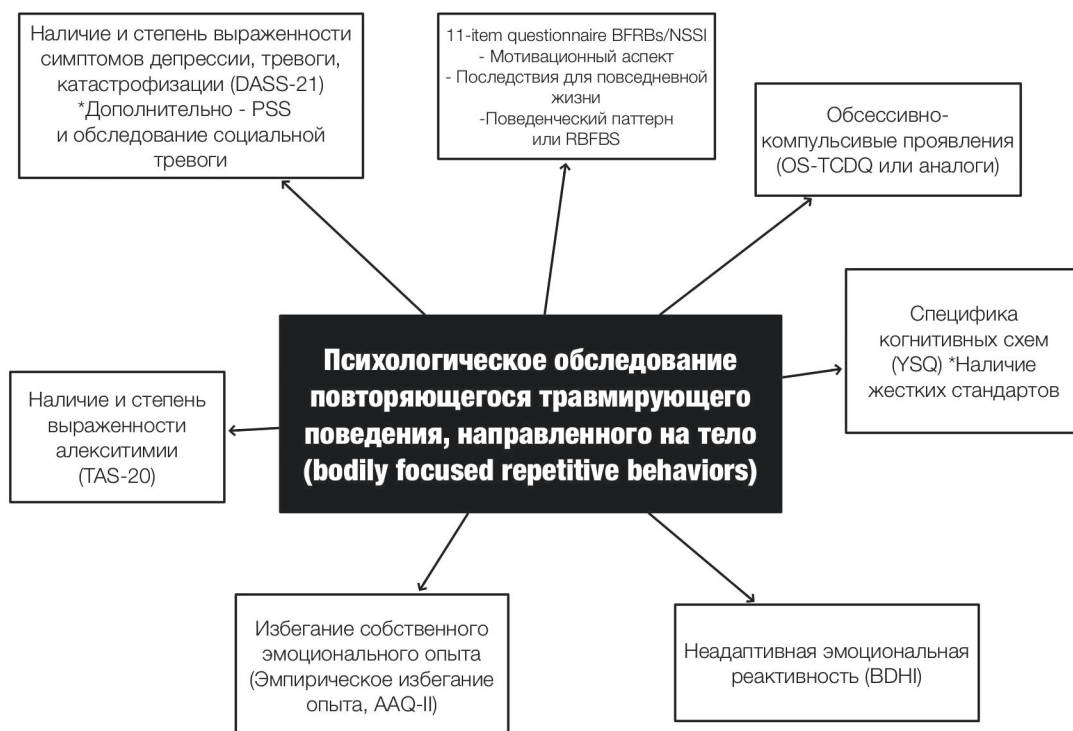 Наличие и степень выраженности
симптомов депрессии, тревоги,
катастрофизации (DASS-21)
*Дополнительно - PSS
и обследование социальной
тревоги
11-item questionnaire BFRBs/NSSI
- Мотивационный аспект
- Последствия для повседневной
жизни
-Поведенческий паттерн
или RBFBS
Обсессивно-
компульсивные проявления
(OS-TCDQ или аналоги)
Специфика
когнитивных схем
(YSQ) *Наличие
жестких стандартов
Психологическое обследование
повторяющегося травмирующего
поведения, направленного на тело
(bodily focused repetitive behaviors)
Наличие и степень
выраженности
алекситимии
(TAS-20)
Избегание собственного
эмоционального опыта
(Эмпирическое избегание
опыта, AAQ-II)
Неадаптивная эмоциональная
реактивность (BDHI)